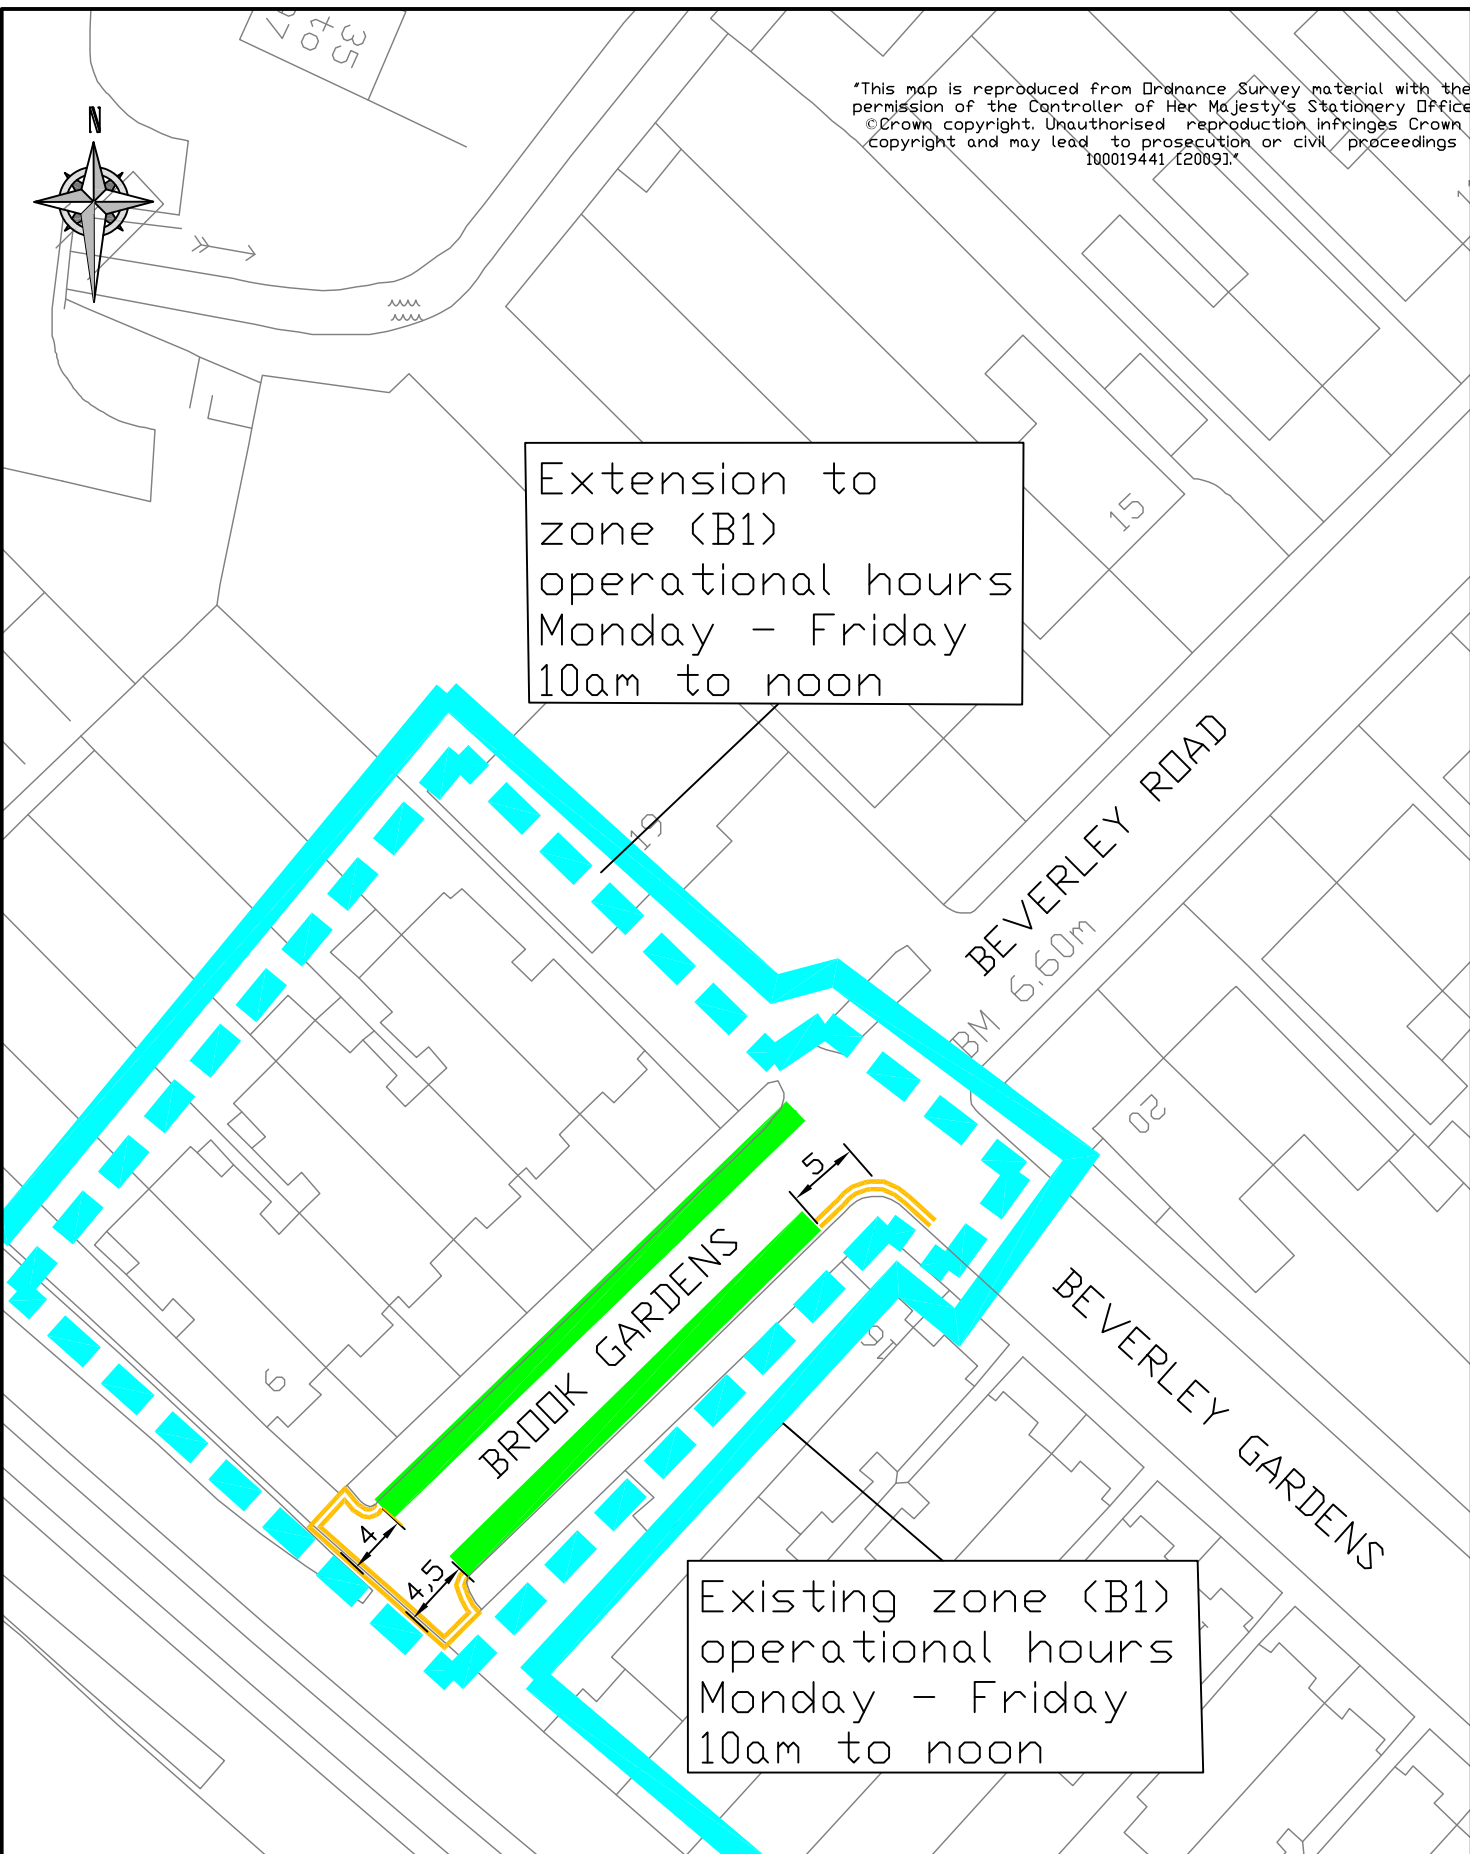 35
to
N
"This map is reproduced from Ordnance Survey material with the
permission of the Controller of Her Majesty's Stationery Office
©Crown copyright. Unauthorised reproduction infringes Crown
copyright and may lead to prosecution or civil proceedings
100019441 [2009]."
Extension to
zone (B1)
operational hours
Monday - Friday
10am to noon
15
19
BEVERLEY ROAD
BM 6.60m
20
5
BROOK GARDENS
BEVERLEY GARDENS
16
9
4
4,5
Existing zone (B1)
operational hours
Monday - Friday
10am to noon